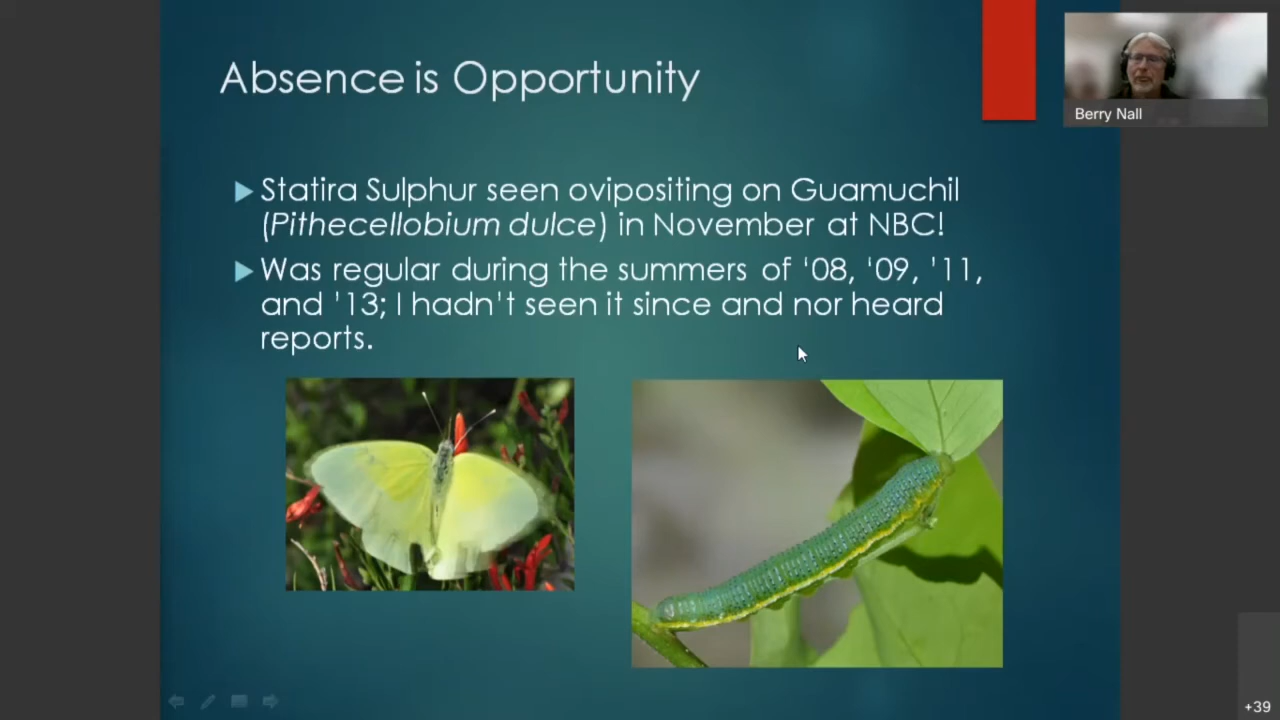 Absence is Opportunity
Statira Sulphur seen ovipositing on Guamuchil
(Pithecellobium dulce) in November at NBC!
Was regular during the summers of ‘08, ‘09, ’11,
and ’13; I hadn’t seen it since and nor heard
reports.
Berry Nall
+39